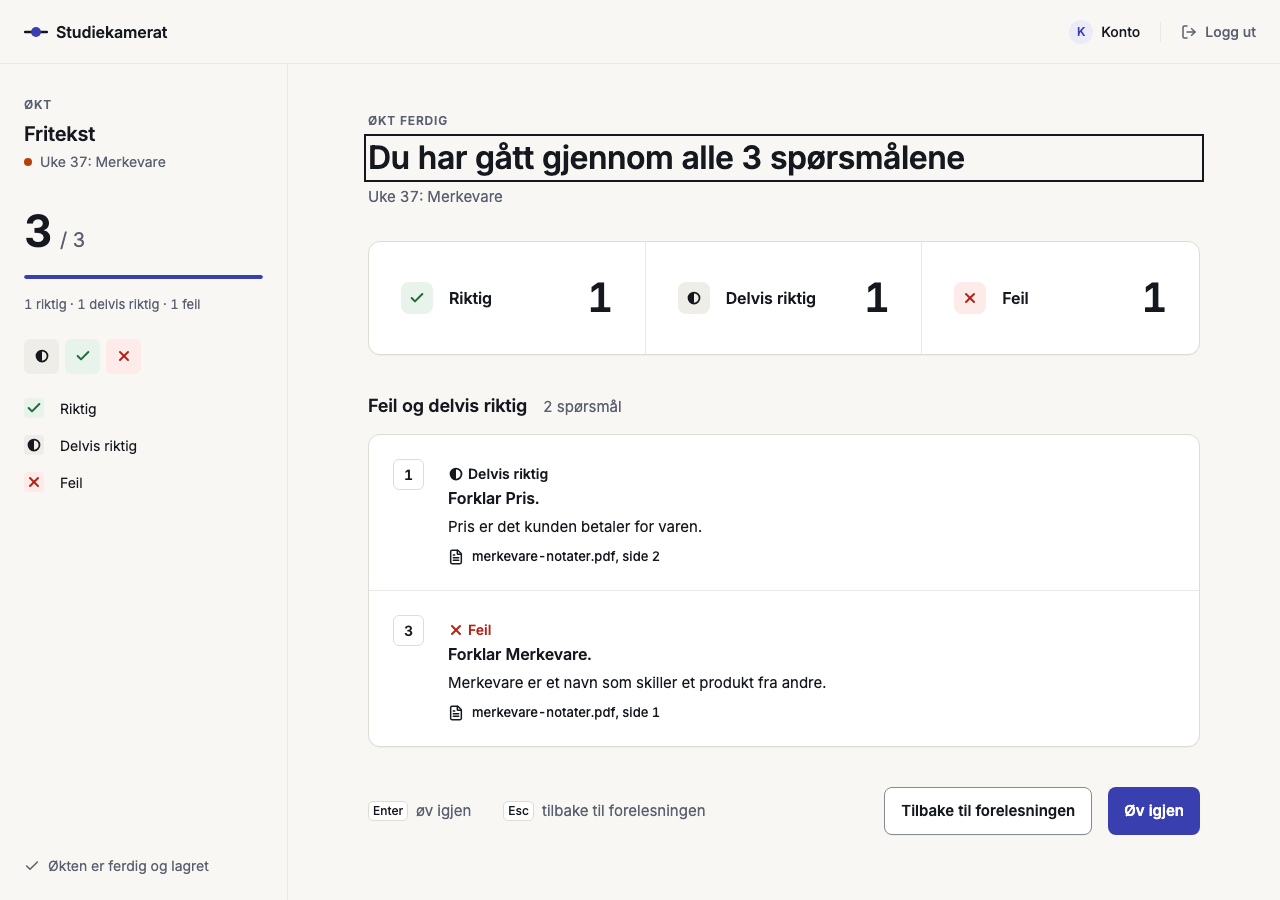 Studiekamerat
K Konto
Logg ut
ØKT
Fritekst
Uke 37: Merkevare
3 / 3
1 riktig · 1 delvis riktig · 1 feil
Riktig
Delvis riktig
Feil
Økten er ferdig og lagret
ØKT FERDIG
Du har gått gjennom alle 3 spørsmålene
Uke 37: Merkevare
Riktig 1
Delvis riktig 1
Feil 1
Feil og delvis riktig 2 spørsmål
1
Delvis riktig
Forklar Pris.
Pris er det kunden betaler for varen.
merkevare-notater.pdf, side 2
3
Feil
Forklar Merkevare.
Merkevare er et navn som skiller et produkt fra andre.
merkevare-notater.pdf, side 1
Enter øv igjen
Esc tilbake til forelesningen
Tilbake til forelesningen
Øv igjen